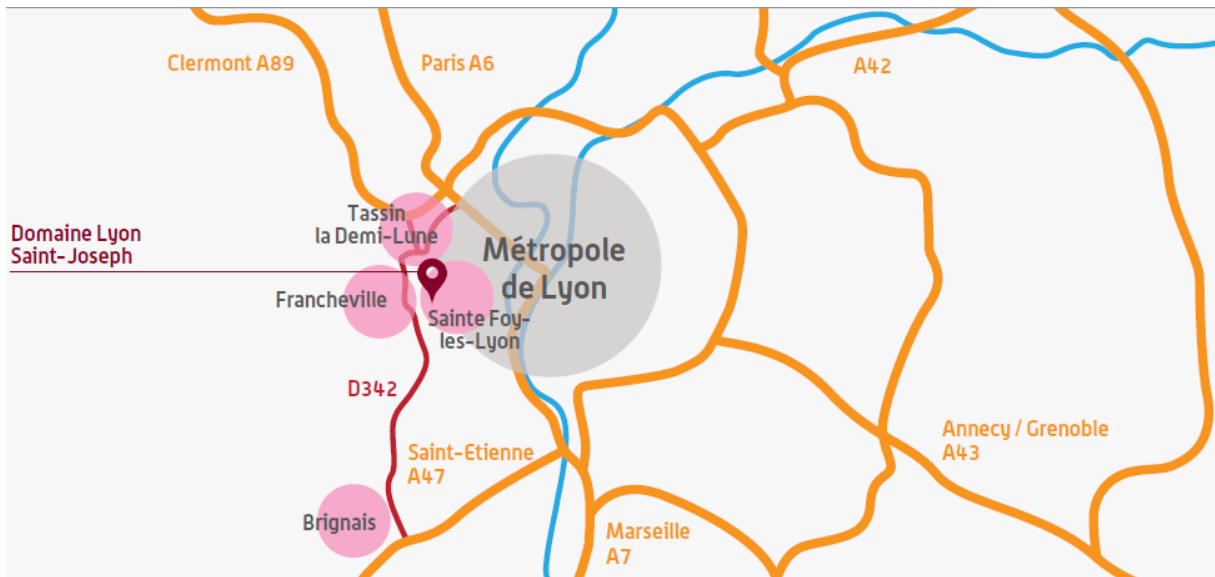 Clermont A89
Paris A6
A42
Tassin
la Demi-Lune
Domaine Lyon
Saint-Joseph
Métropole
de Lyon
Francheville
Sainte Foy-
les-Lyon
D342
Saint-Etienne
A47
Annecy / Grenoble
A43
Brignais
Marseille
A7